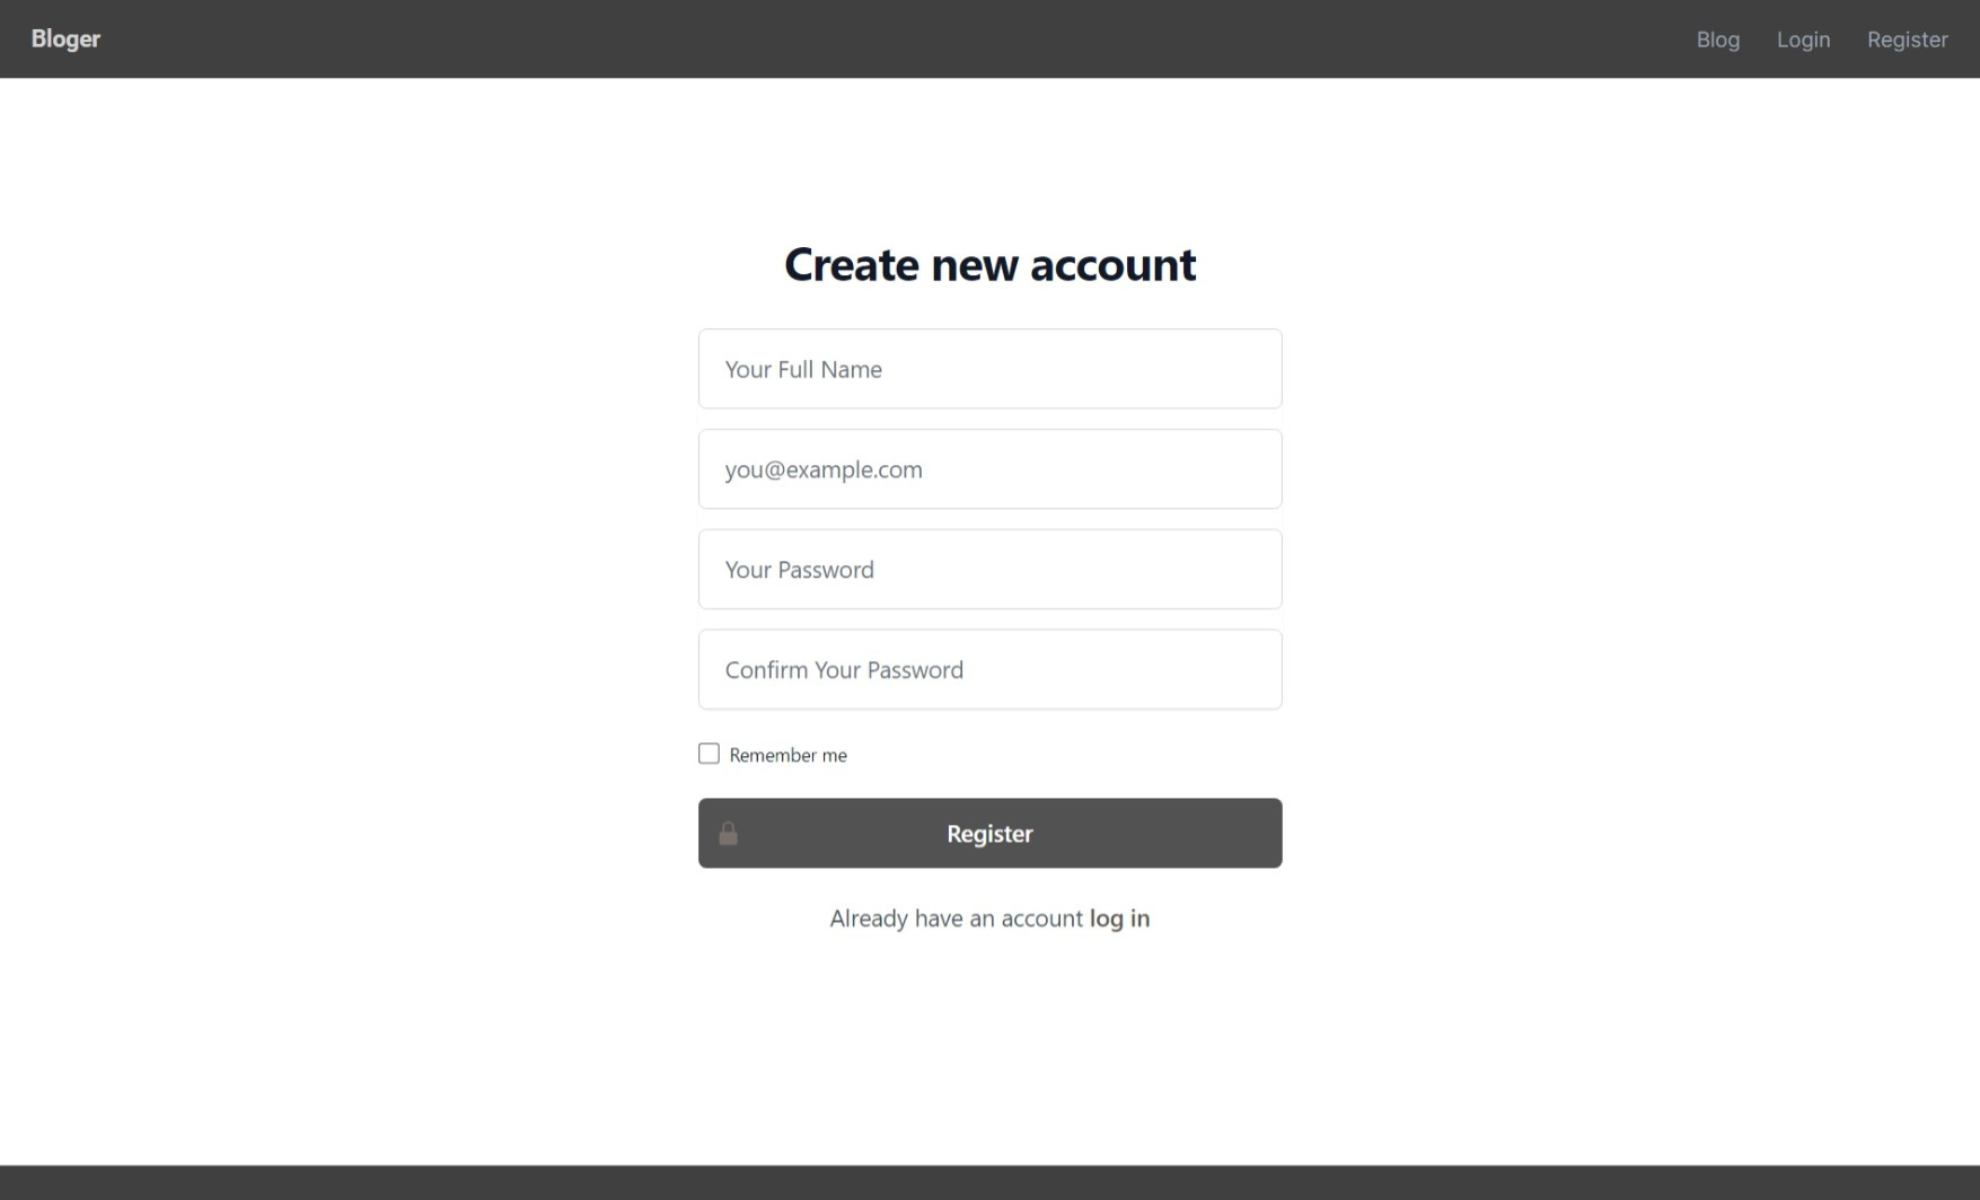 Bloger
Blog Login Register
Create new account
Your Full Name
you@example.com
Your Password
Confirm Your Password
Remember me
Register
Already have an account log in